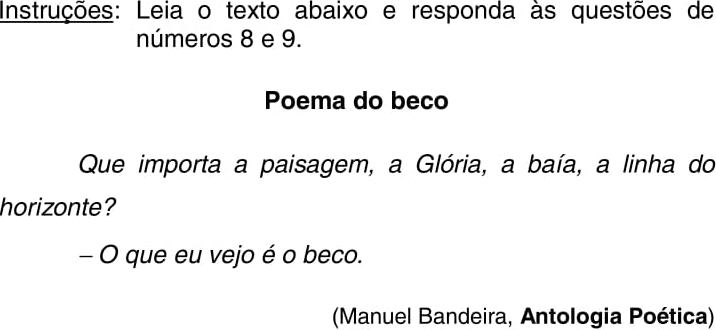 Instruções: Leia o texto abaixo e responda às questões de
números 8 e 9.
Poema do beco
Que importa a paisagem, a Glória, a baía, a linha do
horizonte?
– O que eu vejo é o beco.
(Manuel Bandeira, Antologia Poética)